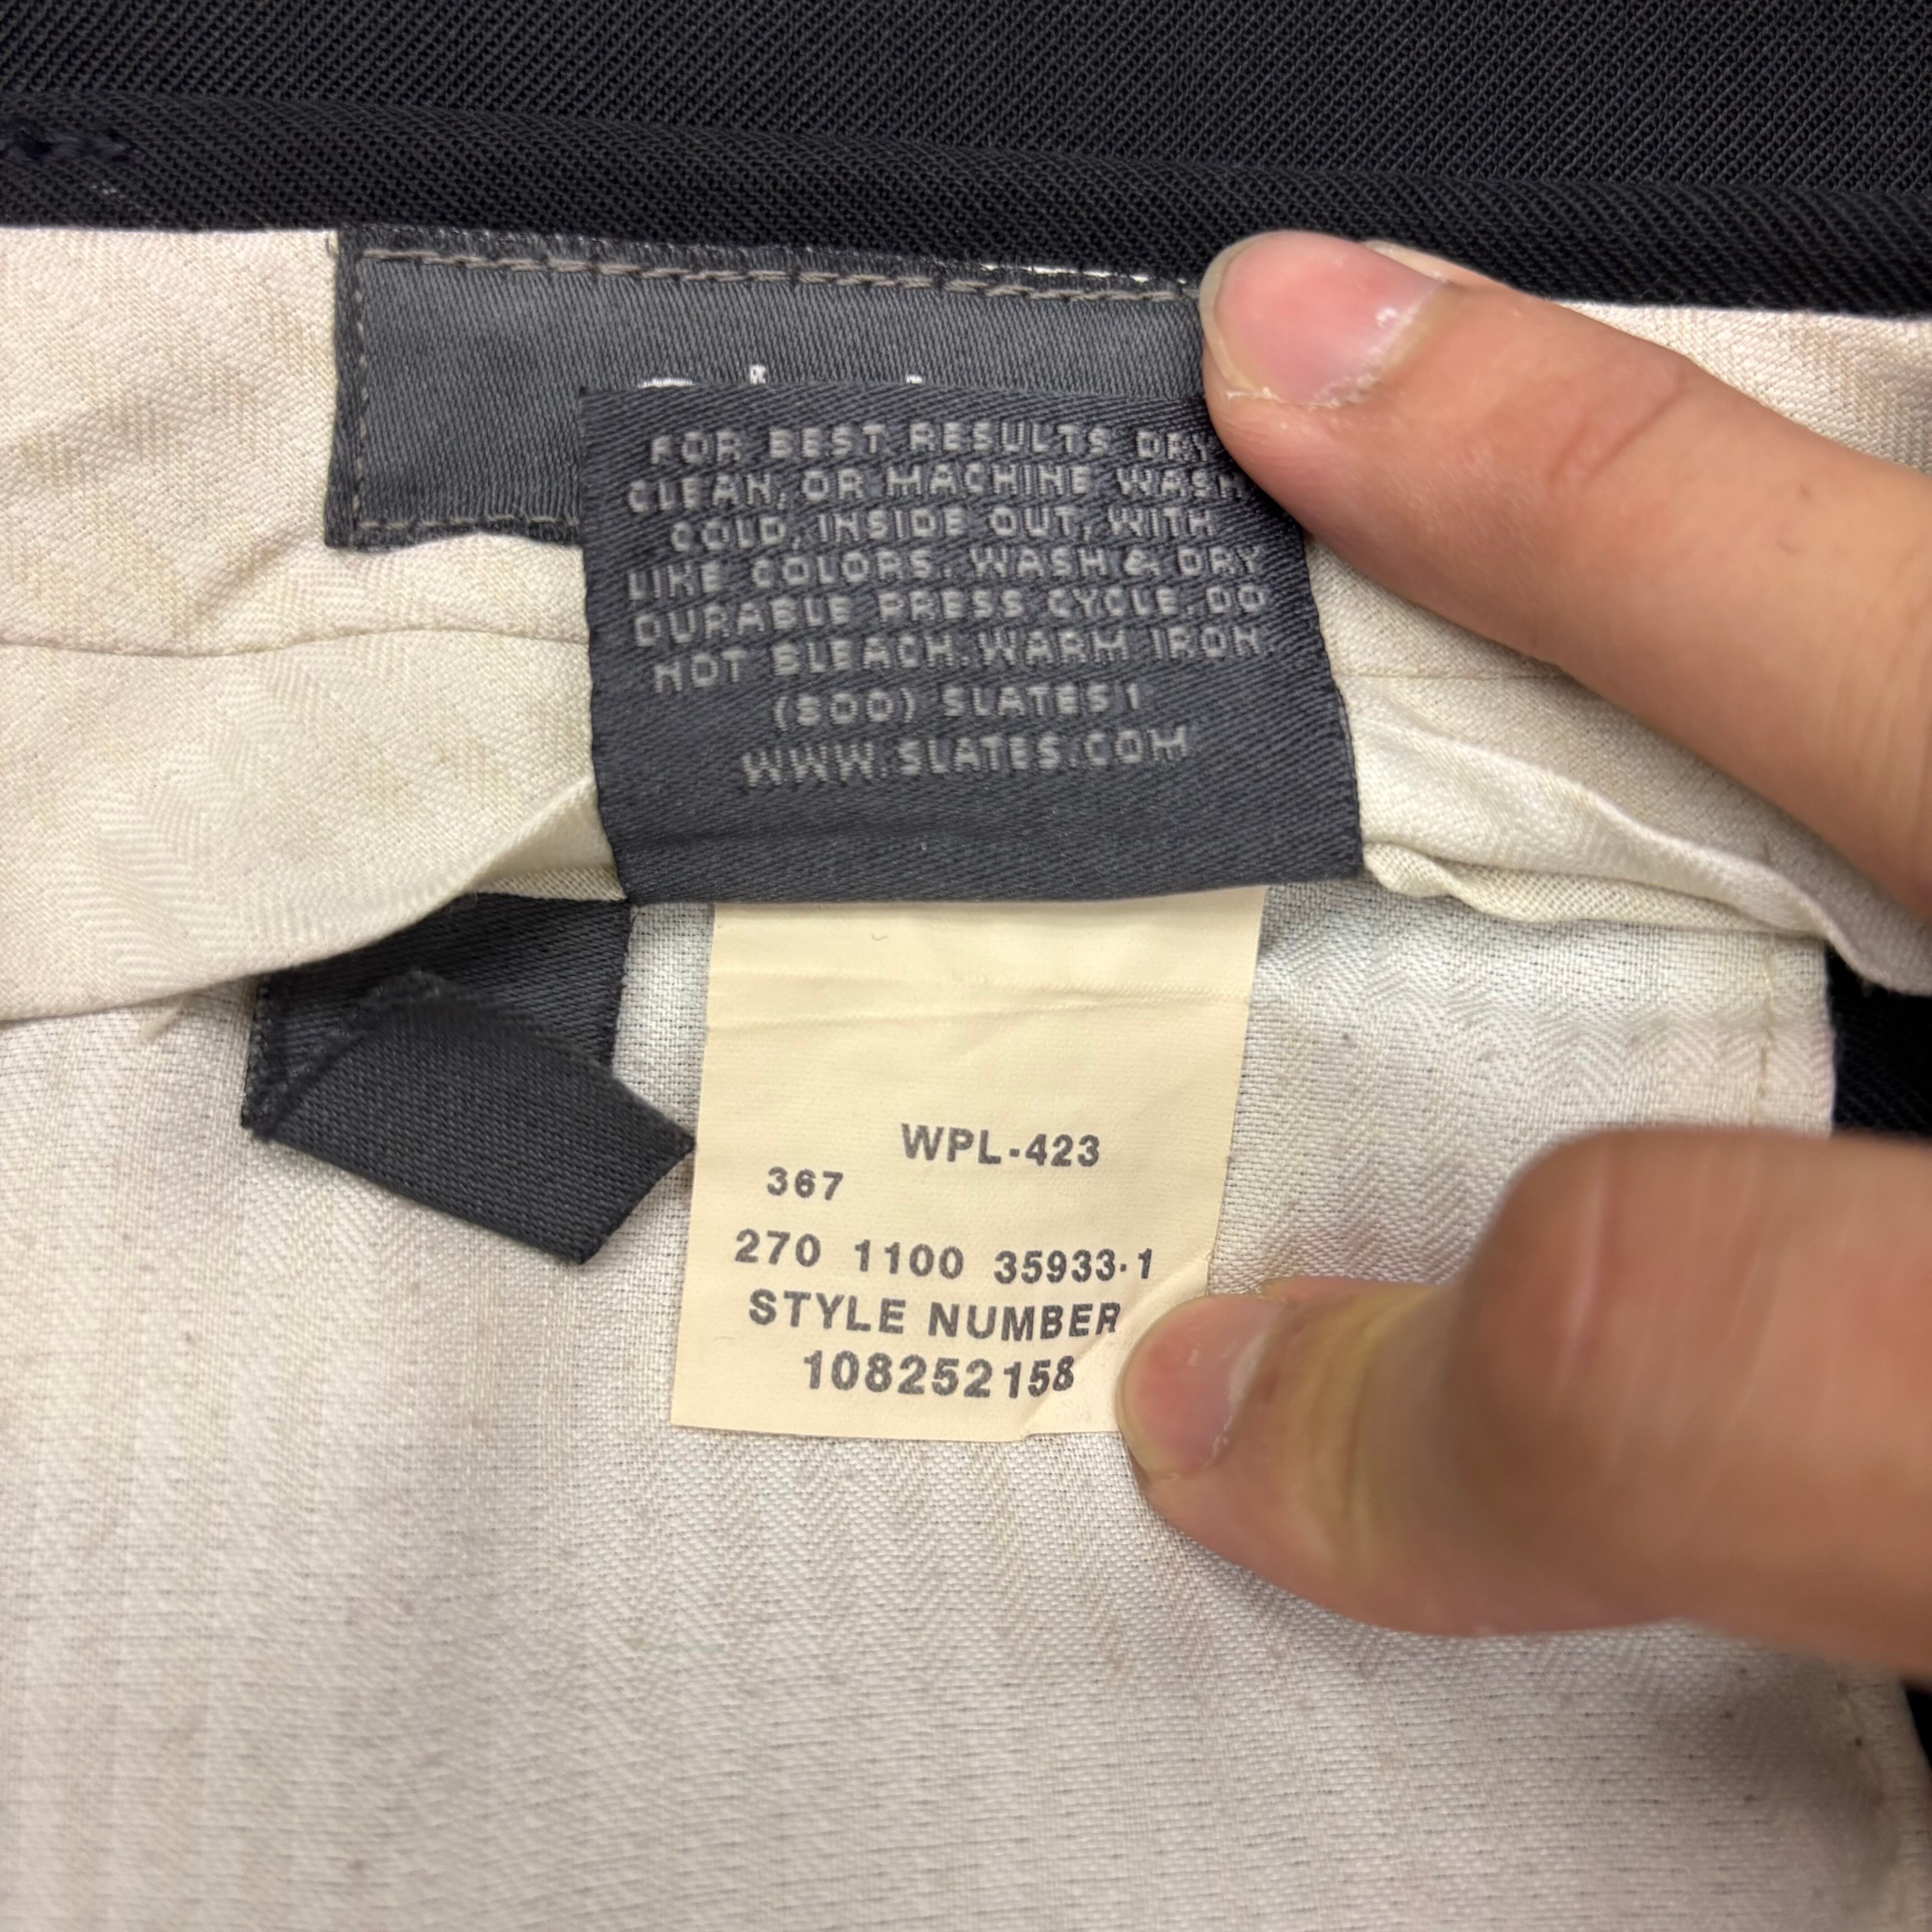 FOR BEST RESULTS DRY
CLEAN, OR MACHINE WASH
COLD, INSIDE OUT, WITH
LIKE COLORS. WASH & DRY
DURABLE PRESS CYCLE. DO
NOT BLEACH. WARM IRON.
(800) SLATES 1
WWW.SLATES.COM
WPL-423
367
270 1100 35933-1
STYLE NUMBER
108252158